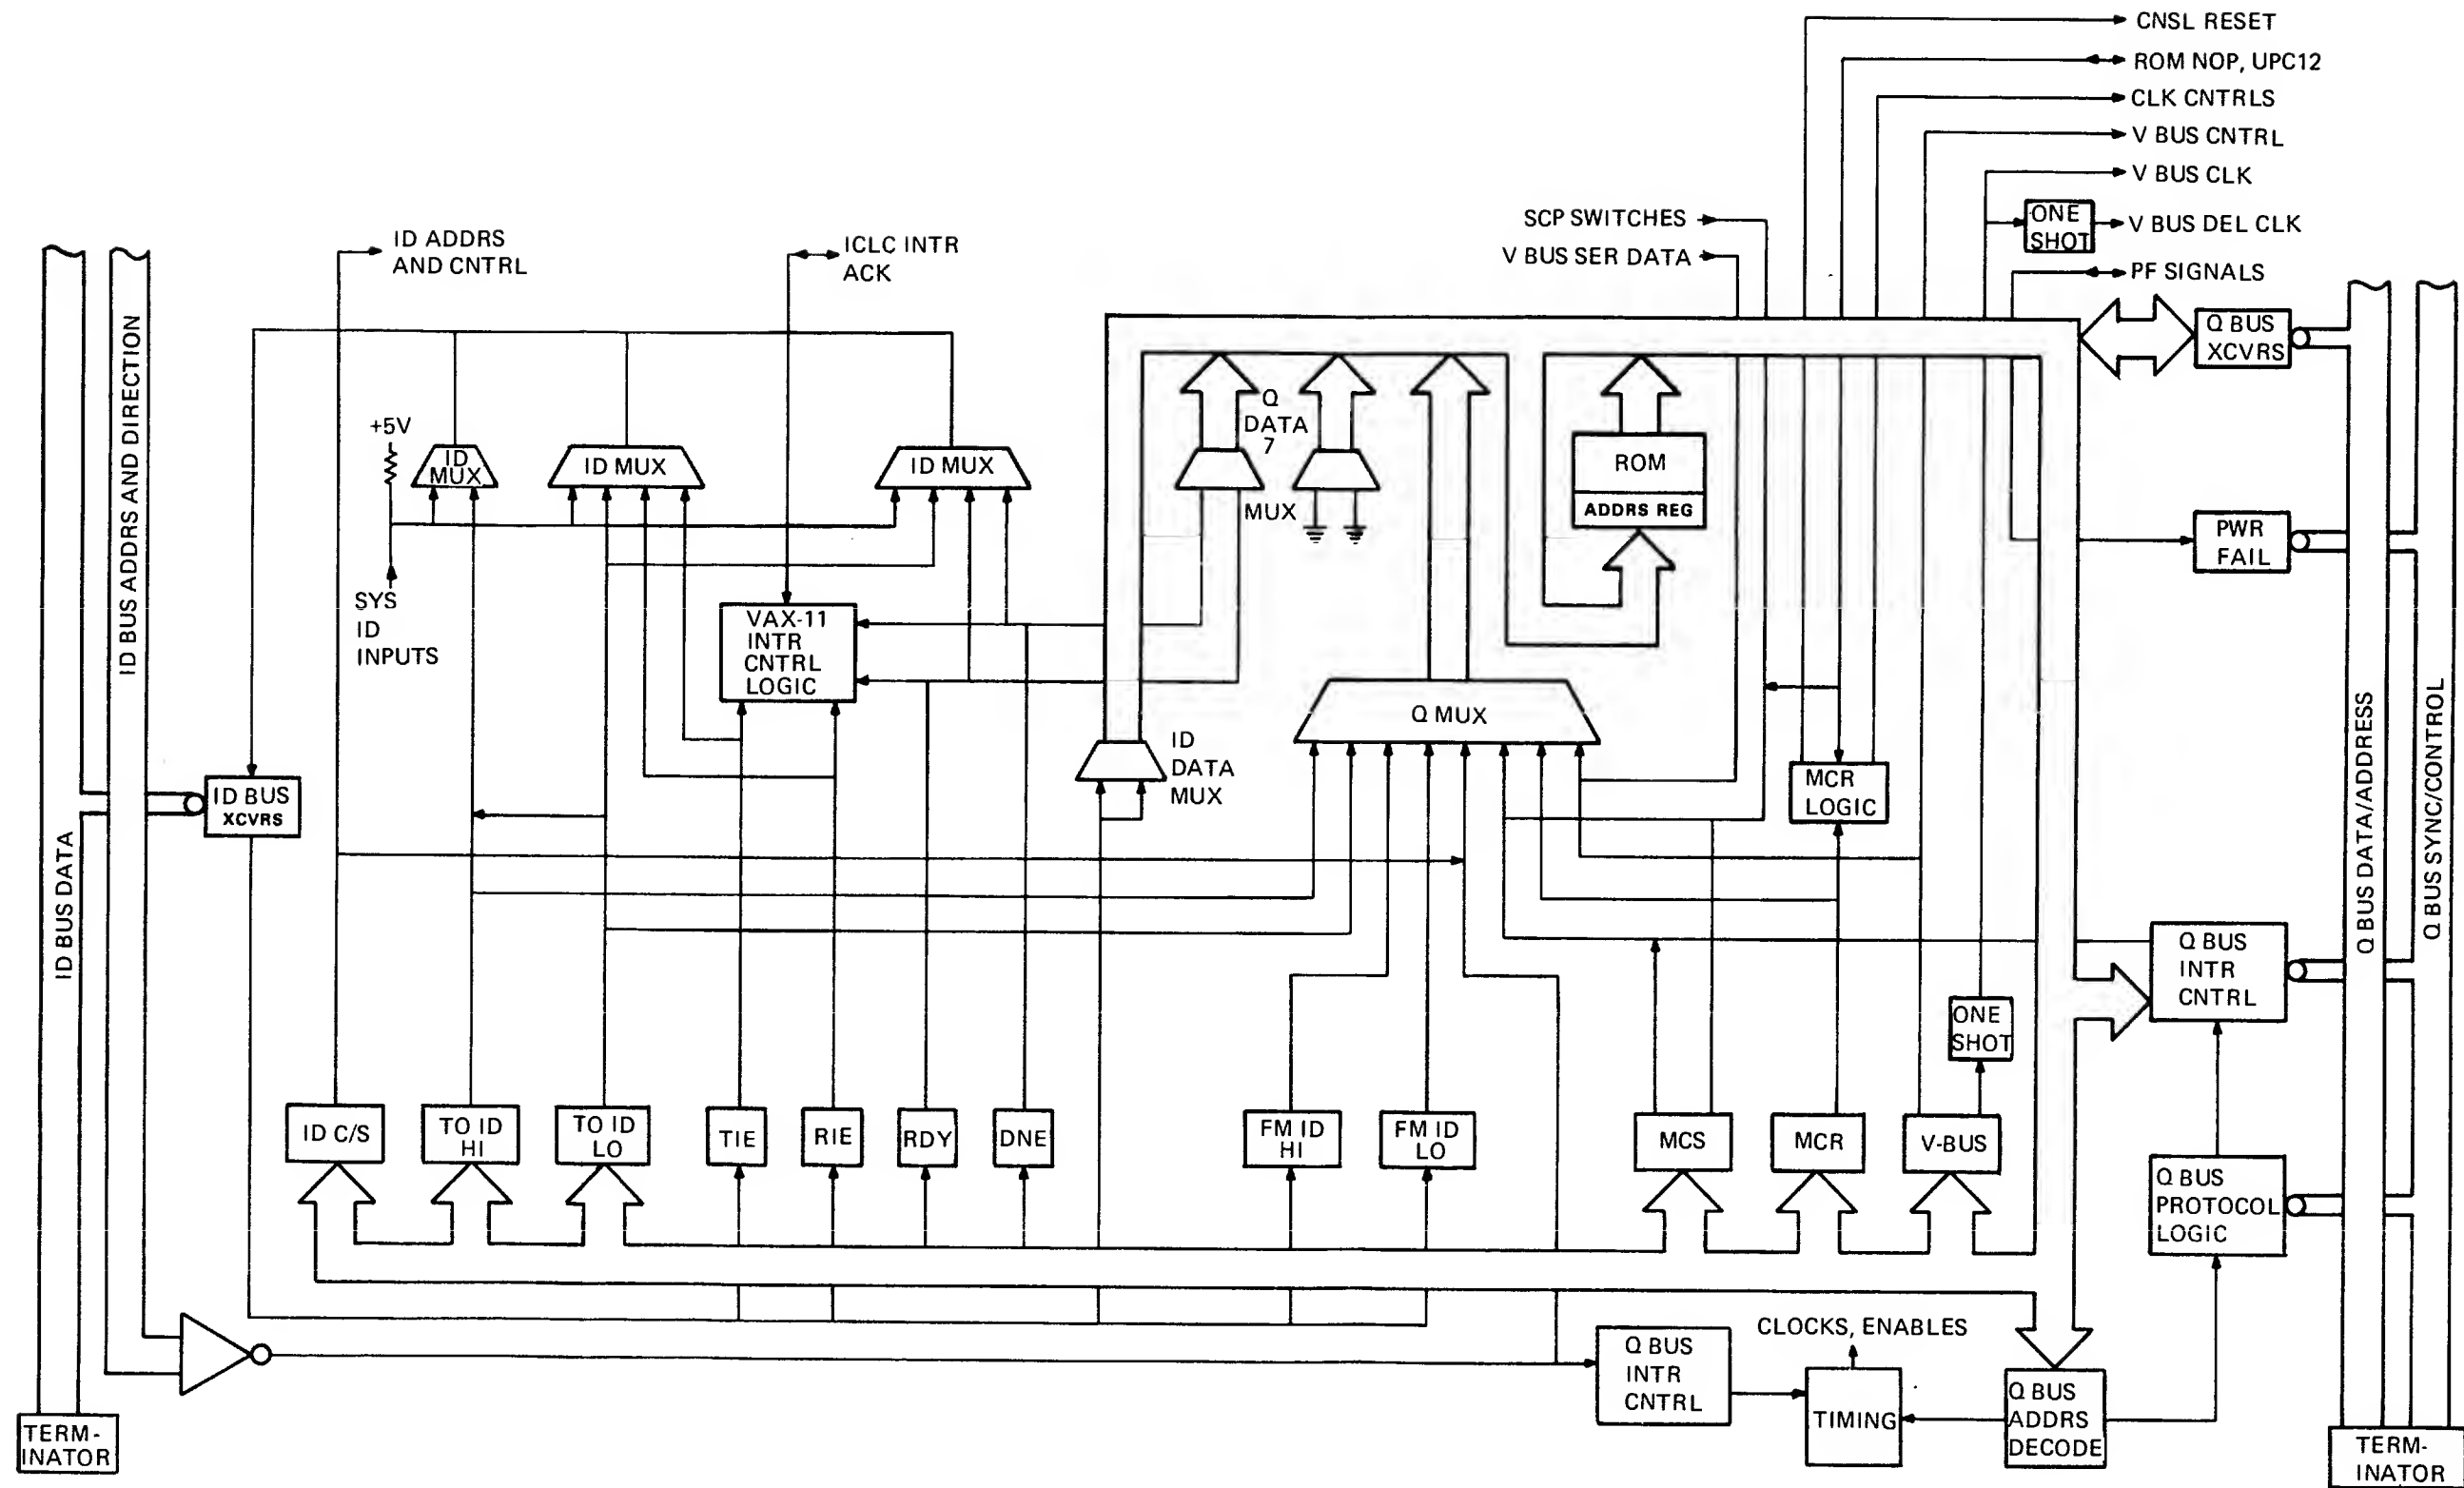 CNSL RESET
ROM NOP, UPC12
CLK CNTRLS
V BUS CNTRL
V BUS CLK
ONE
SHOT
V BUS DEL CLK
PF SIGNALS
SCP SWITCHES
V BUS SER DATA
ID ADDRS
AND CNTRL
ICLC INTR
ACK
ID BUS ADDRS AND DIRECTION
ID BUS DATA
+5V
ID
MUX
ID MUX
ID MUX
SYS
ID
INPUTS
VAX-11
INTR
CNTRL
LOGIC
Q
DATA
7
MUX
ROM
ADDRS REG
Q BUS
XCVRS
PWR
FAIL
Q BUS DATA/ADDRESS
Q BUS SYNC/CONTROL
Q MUX
ID
DATA
MUX
MCR
LOGIC
ID BUS
XCVRS
Q BUS
INTR
CNTRL
ONE
SHOT
ID C/S
TO ID
HI
TO ID
LO
TIE
RIE
RDY
DNE
FM ID
HI
FM ID
LO
MCS
MCR
V-BUS
Q BUS
PROTOCOL
LOGIC
CLOCKS, ENABLES
Q BUS
INTR
CNTRL
TIMING
Q BUS
ADDRS
DECODE
TERM-
INATOR
TERM-
INATOR